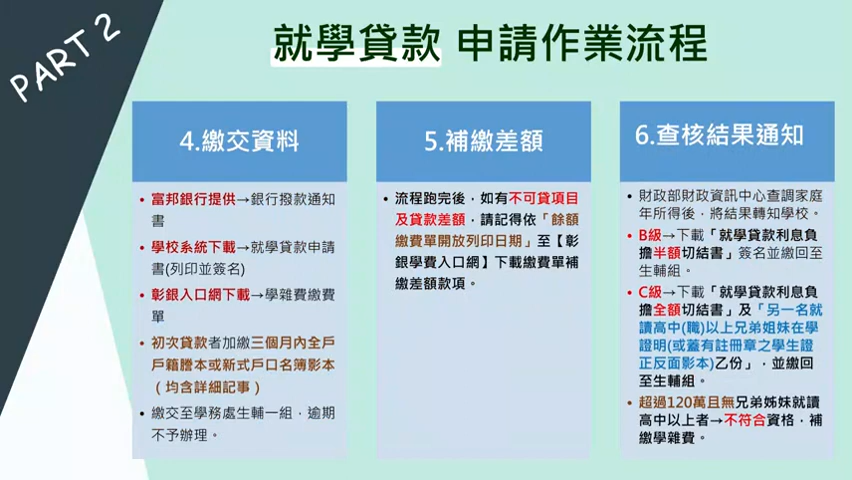 PART 2
就學貸款 申請作業流程
4.繳交資料
• 富邦銀行提供→銀行撥款通知
書
• 學校系統下載→就學貸款申請
書(列印並簽名)
• 彰銀入口網下載→學雜費繳費
單
• 初次貸款者加繳三個月內全戶
戶籍謄本或新式戶口名簿影本
（均含詳細記事）
• 繳交至學務處生輔一組，逾期
不予辦理。
5.補繳差額
• 流程跑完後，如有不可貸項目
及貸款差額，請記得依「餘額
繳費單開放列印日期」至【彰
銀學費入口網】下載繳費單補
繳差額款項。
6.查核結果通知
• 財政部財政資訊中心查調家庭
年所得後，將結果轉知學校。
• B級→下載「就學貸款利息負
擔半額切結書」簽名並繳回至
生輔組。
• C級→下載「就學貸款利息負
擔全額切結書」及「另一名就
讀高中(職)以上兄弟姐妹在學
證明(或蓋有註冊章之學生證
正反面影本)乙份」，並繳回
至生輔組。
• 超過120萬且無兄弟姊妹就讀
高中以上者→不符合資格，補
繳學雜費。